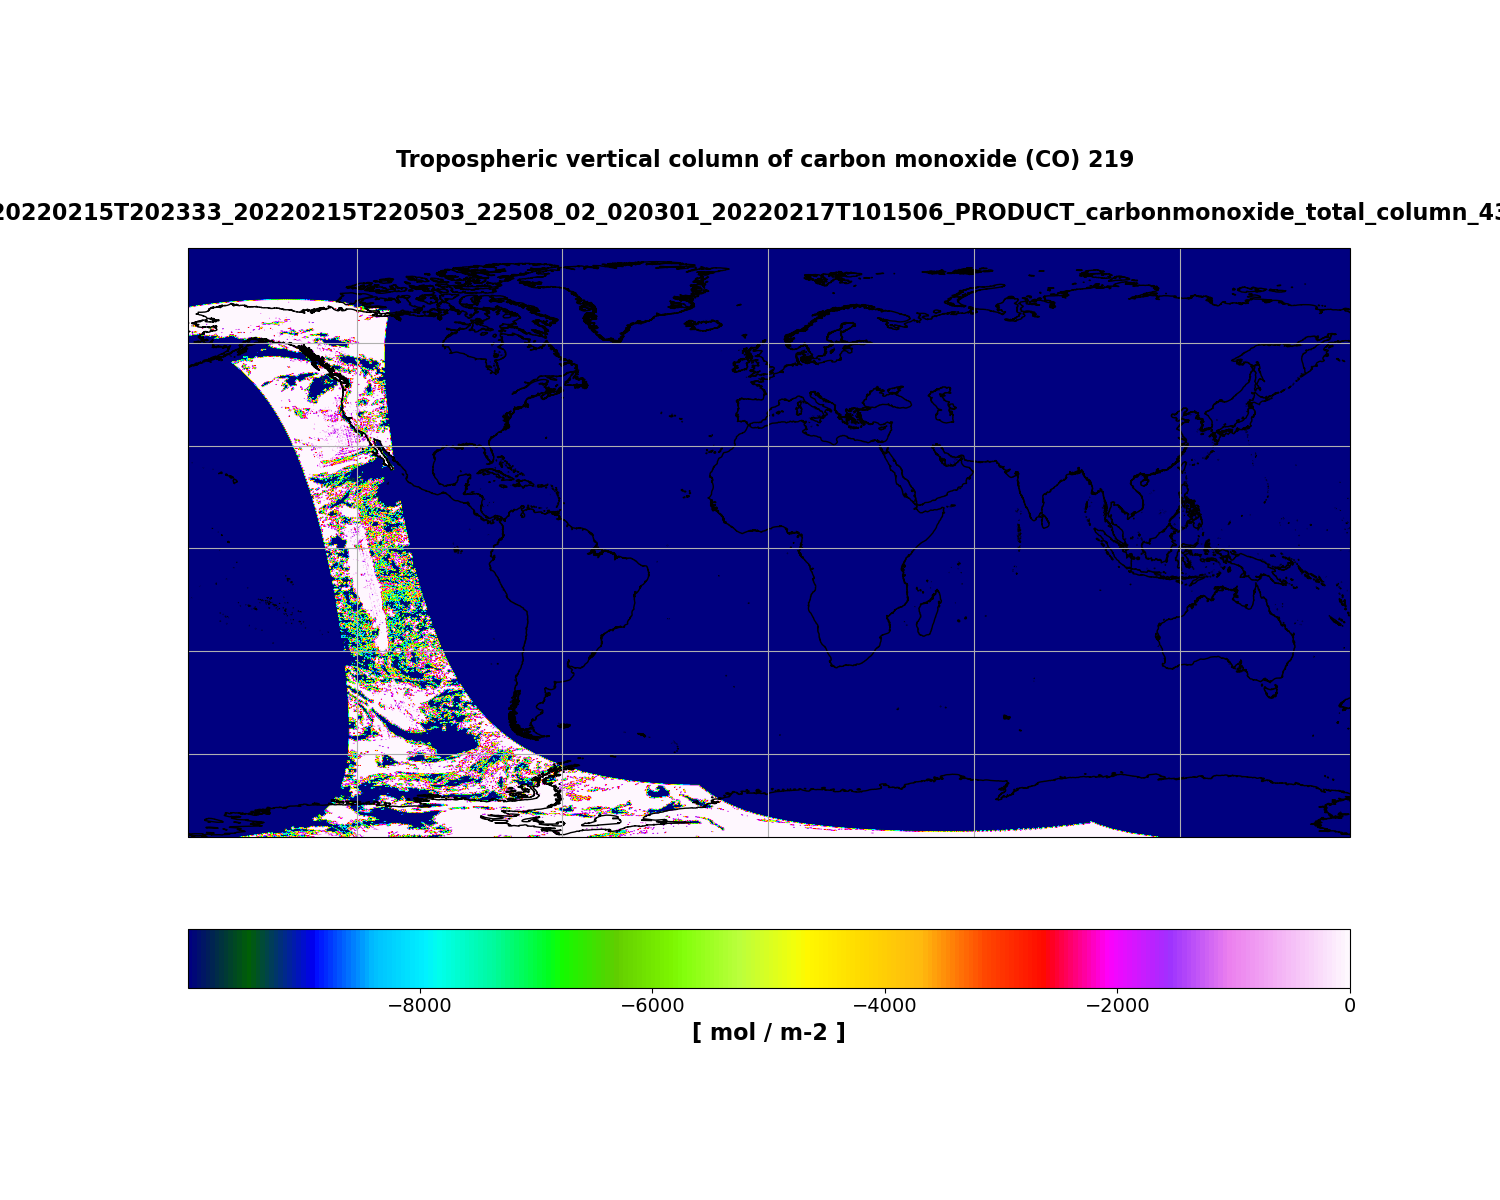 Tropospheric vertical column of carbon monoxide (CO) 219
20220215T202333_20220215T220503_22508_02_020301_20220217T101506_PRODUCT_carbonmonoxide_total_column_43
−8000 −6000 −4000 −2000 0
[ mol / m-2 ]